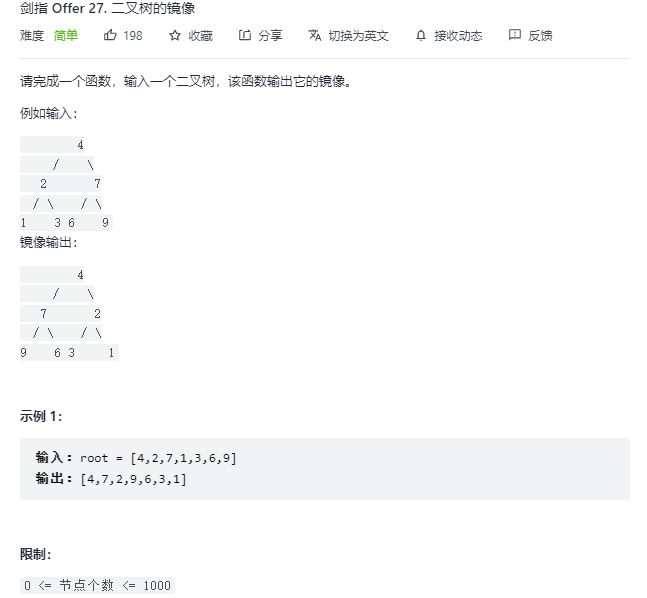 剑指 Offer 27. 二叉树的镜像
难度 简单 198 收藏 分享 切换为英文 接收动态 反馈
请完成一个函数，输入一个二叉树，该函数输出它的镜像。
例如输入：
4
/ \
2 7
/ \ / \
1 3 6 9
镜像输出：
4
/ \
7 2
/ \ / \
9 6 3 1
示例 1：
输入：root = [4,2,7,1,3,6,9]
输出：[4,7,2,9,6,3,1]
限制：
0 <= 节点个数 <= 1000